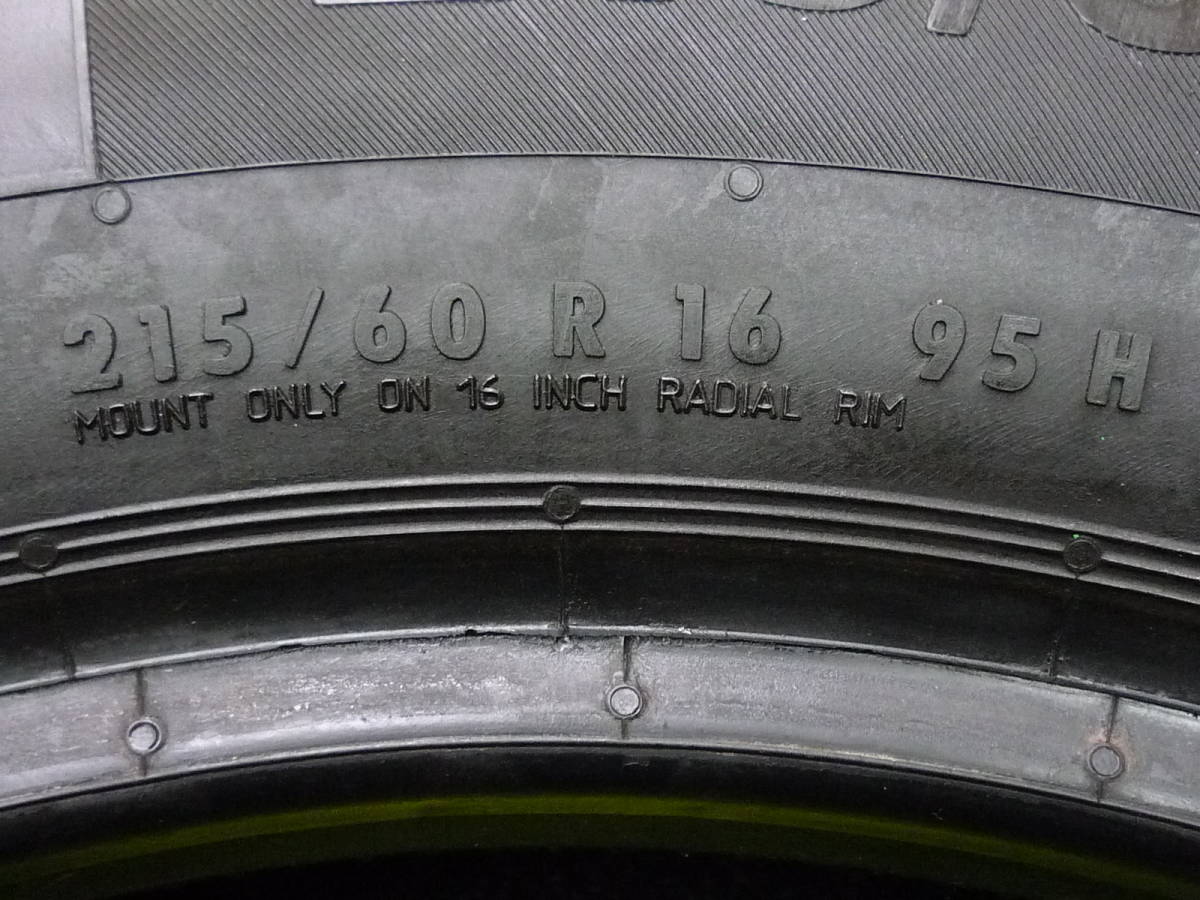 215/60 R 16 95 H
MOUNT ONLY ON 16 INCH RADIAL RIM